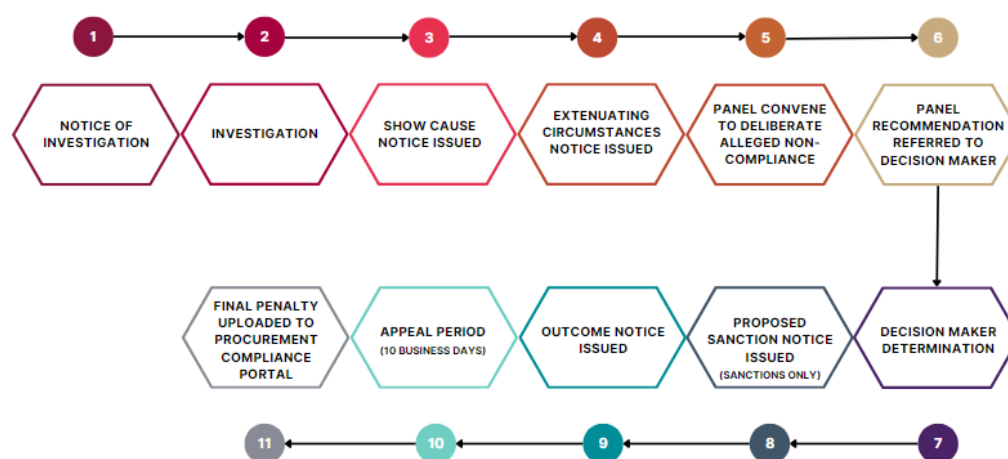 1
2
3
4
5
6
NOTICE OF
INVESTIGATION
INVESTIGATION
SHOW CAUSE
NOTICE ISSUED
EXTENUATING
CIRCUMSTANCES
NOTICE ISSUED
PANEL CONVENE
TO DELIBERATE
ALLEGED NON-
COMPLIANCE
PANEL
RECOMMENDATION
REFERRED TO
DECISION MAKER
FINAL PENALTY
UPLOADED TO
PROCUREMENT
COMPLIANCE
PORTAL
APPEAL PERIOD
(10 BUSINESS DAYS)
OUTCOME NOTICE
ISSUED
PROPOSED
SANCTION NOTICE
ISSUED
(SANCTIONS ONLY)
DECISION MAKER
DETERMINATION
11
10
9
8
7